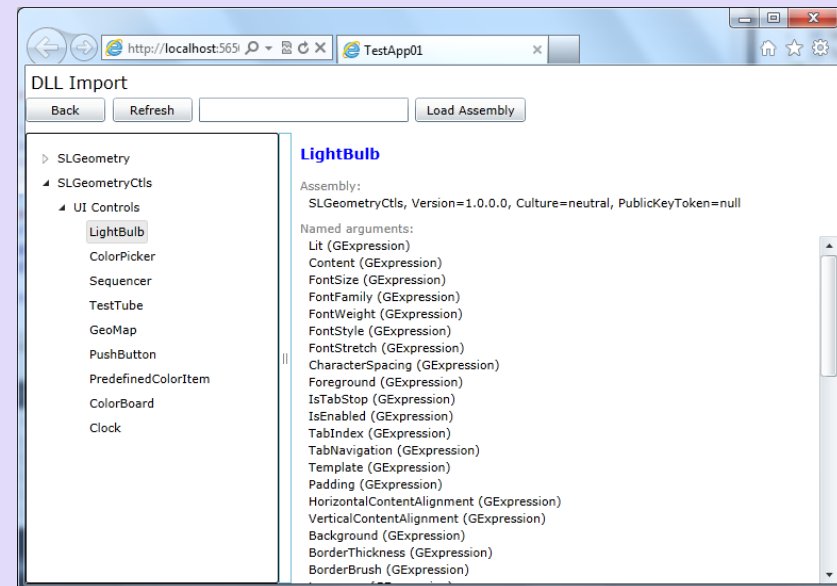 http://localhost:565
TestApp01
DLL Import
Back
Refresh
Load Assembly
SLGeometry
SLGeometryCtls
UI Controls
LightBulb
ColorPicker
Sequencer
TestTube
GeoMap
PushButton
PredefinedColorItem
ColorBoard
Clock
LightBulb
Assembly:
SLGeometryCtls, Version=1.0.0.0, Culture=neutral, PublicKeyToken=null
Named arguments:
Lit (GExpression)
Content (GExpression)
FontSize (GExpression)
FontFamily (GExpression)
FontWeight (GExpression)
FontStyle (GExpression)
FontStretch (GExpression)
CharacterSpacing (GExpression)
Foreground (GExpression)
IsTabStop (GExpression)
IsEnabled (GExpression)
TabIndex (GExpression)
TabNavigation (GExpression)
Template (GExpression)
Padding (GExpression)
HorizontalContentAlignment (GExpression)
VerticalContentAlignment (GExpression)
Background (GExpression)
BorderThickness (GExpression)
BorderBrush (GExpression)